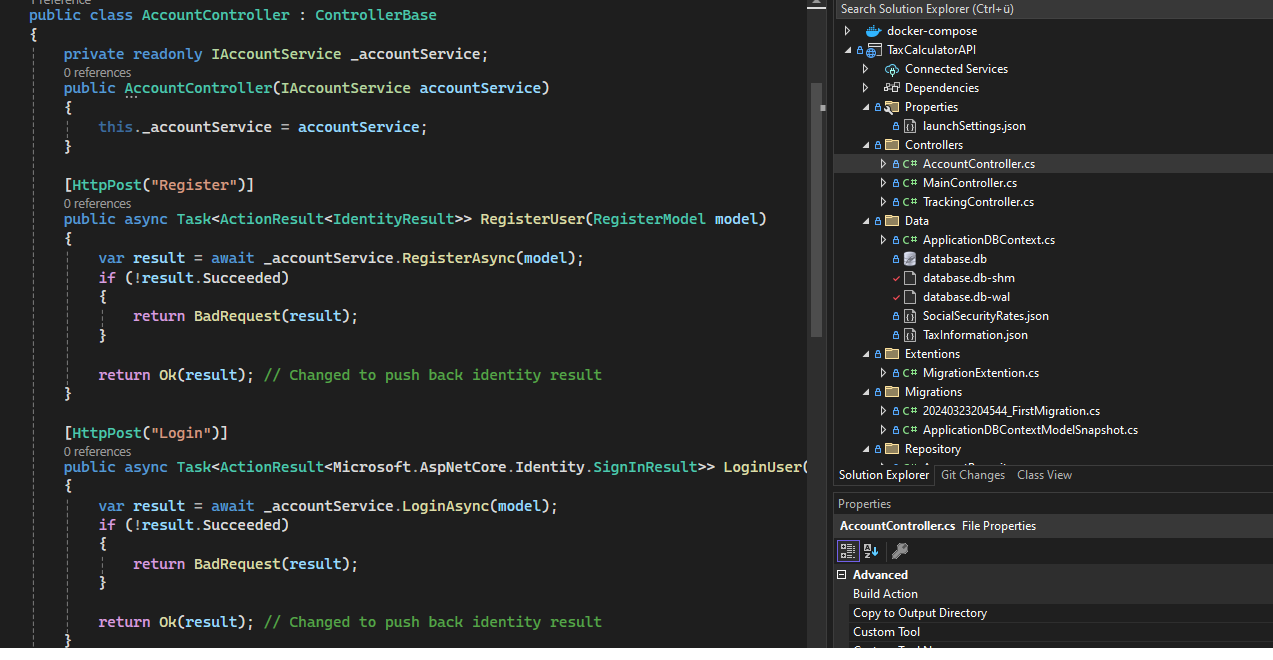 1 reference
public class AccountController : ControllerBase
{
private readonly IAccountService _accountService;
0 references
public AccountController(IAccountService accountService)
{
this._accountService = accountService;
}
[HttpPost("Register")]
0 references
public async Task<ActionResult<IdentityResult>> RegisterUser(RegisterModel model)
{
var result = await _accountService.RegisterAsync(model);
if (!result.Succeeded)
{
return BadRequest(result);
}
return Ok(result); // Changed to push back identity result
}
[HttpPost("Login")]
0 references
public async Task<ActionResult<Microsoft.AspNetCore.Identity.SignInResult>> LoginUser(
{
var result = await _accountService.LoginAsync(model);
if (!result.Succeeded)
{
return BadRequest(result);
}
return Ok(result); // Changed to push back identity result
}
Search Solution Explorer (Ctrl+ü)
docker-compose
TaxCalculatorAPI
Connected Services
Dependencies
Properties
launchSettings.json
Controllers
C# AccountController.cs
C# MainController.cs
C# TrackingController.cs
Data
C# ApplicationDBContext.cs
database.db
database.db-shm
database.db-wal
SocialSecurityRates.json
TaxInformation.json
Extentions
C# MigrationExtention.cs
Migrations
C# 20240323204544_FirstMigration.cs
C# ApplicationDBContextModelSnapshot.cs
Repository
Solution Explorer Git Changes Class View
Properties
AccountController.cs File Properties
Advanced
Build Action
Copy to Output Directory
Custom Tool